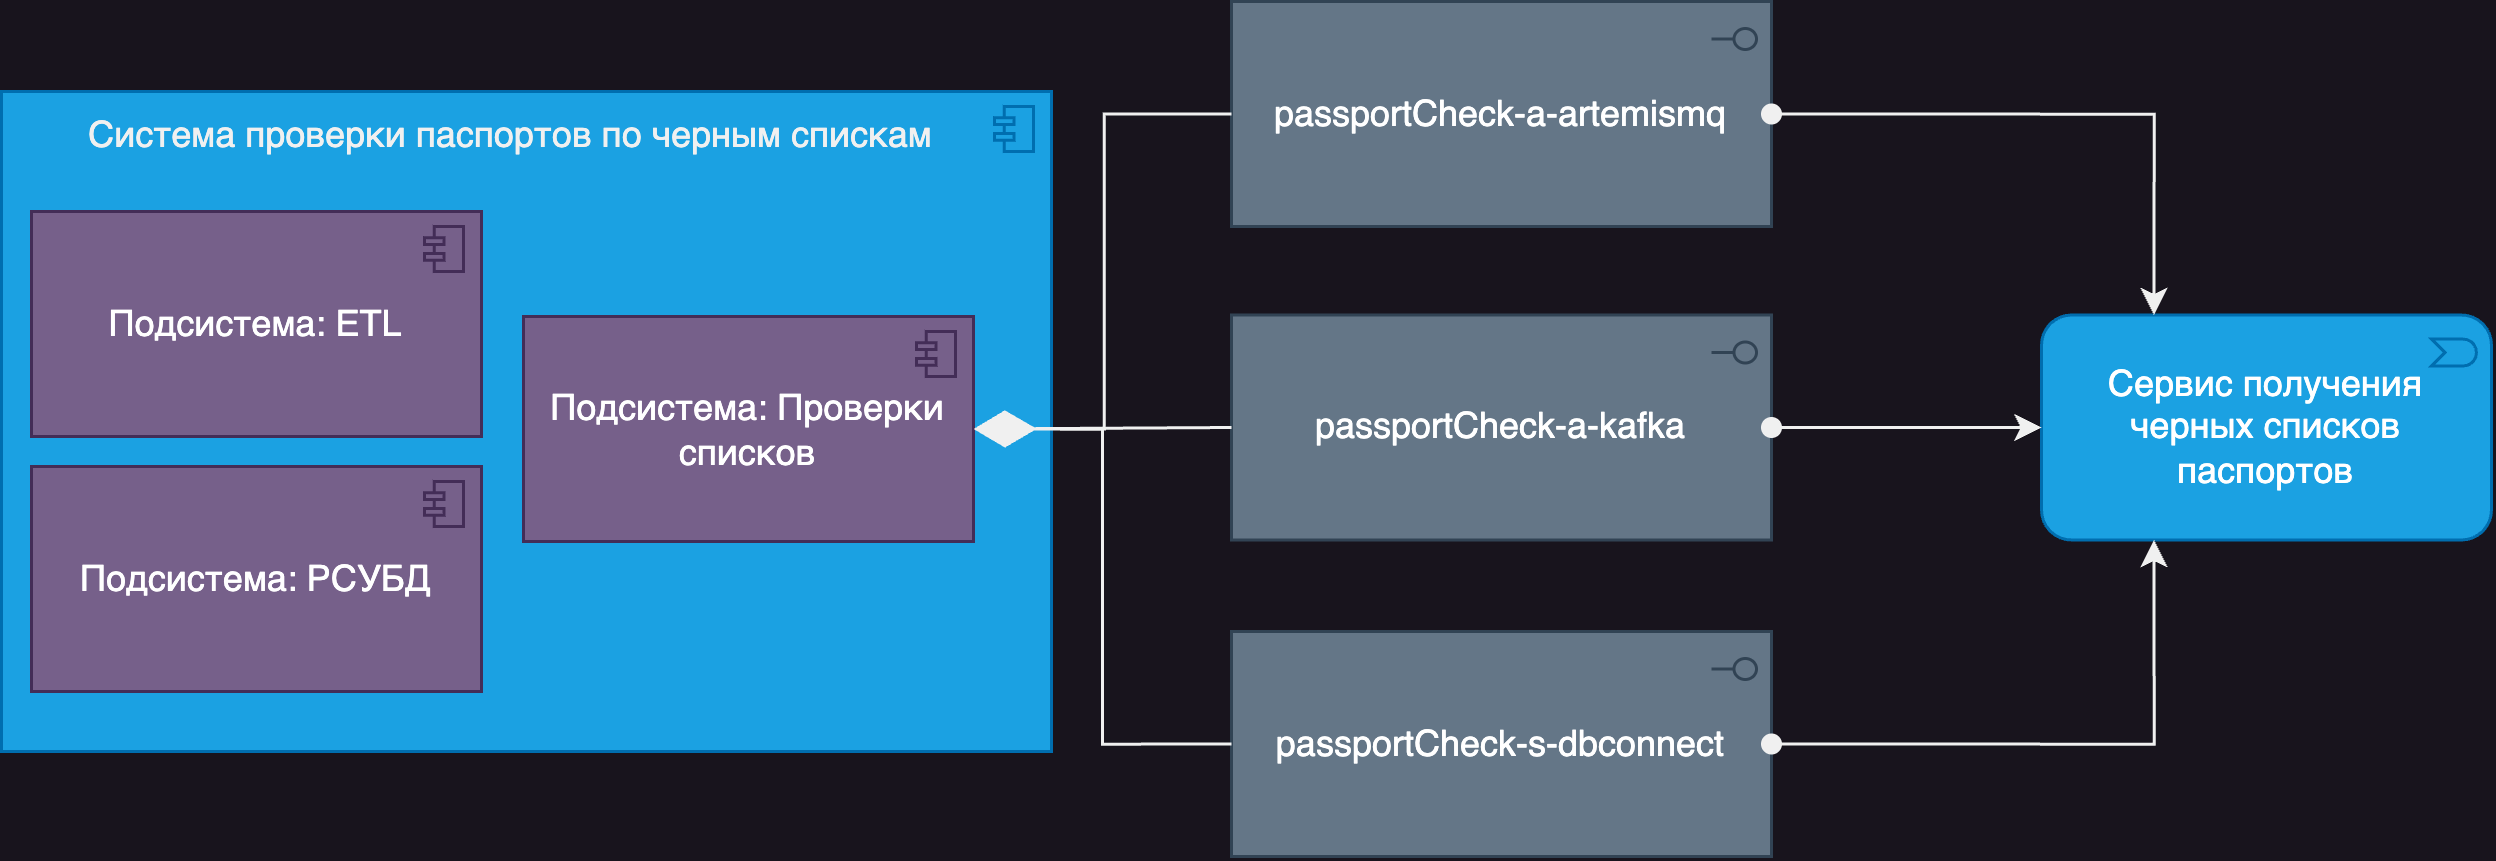 Система проверки паспортов по черным спискам
Подсистема: ETL
Подсистема: РСУБД
Подсистема: Проверки
списков
passportCheck-a-artemismq
passportCheck-a-kafka
passportCheck-s-dbconnect
Сервис получения
черных списков
паспортов